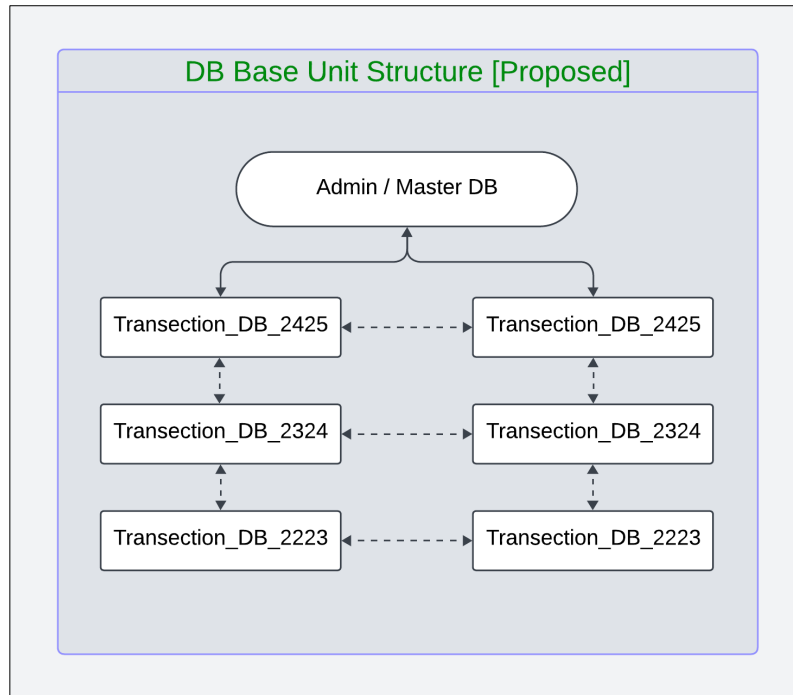 DB Base Unit Structure [Proposed]
Admin / Master DB
Transection_DB_2425
Transection_DB_2425
Transection_DB_2324
Transection_DB_2324
Transection_DB_2223
Transection_DB_2223